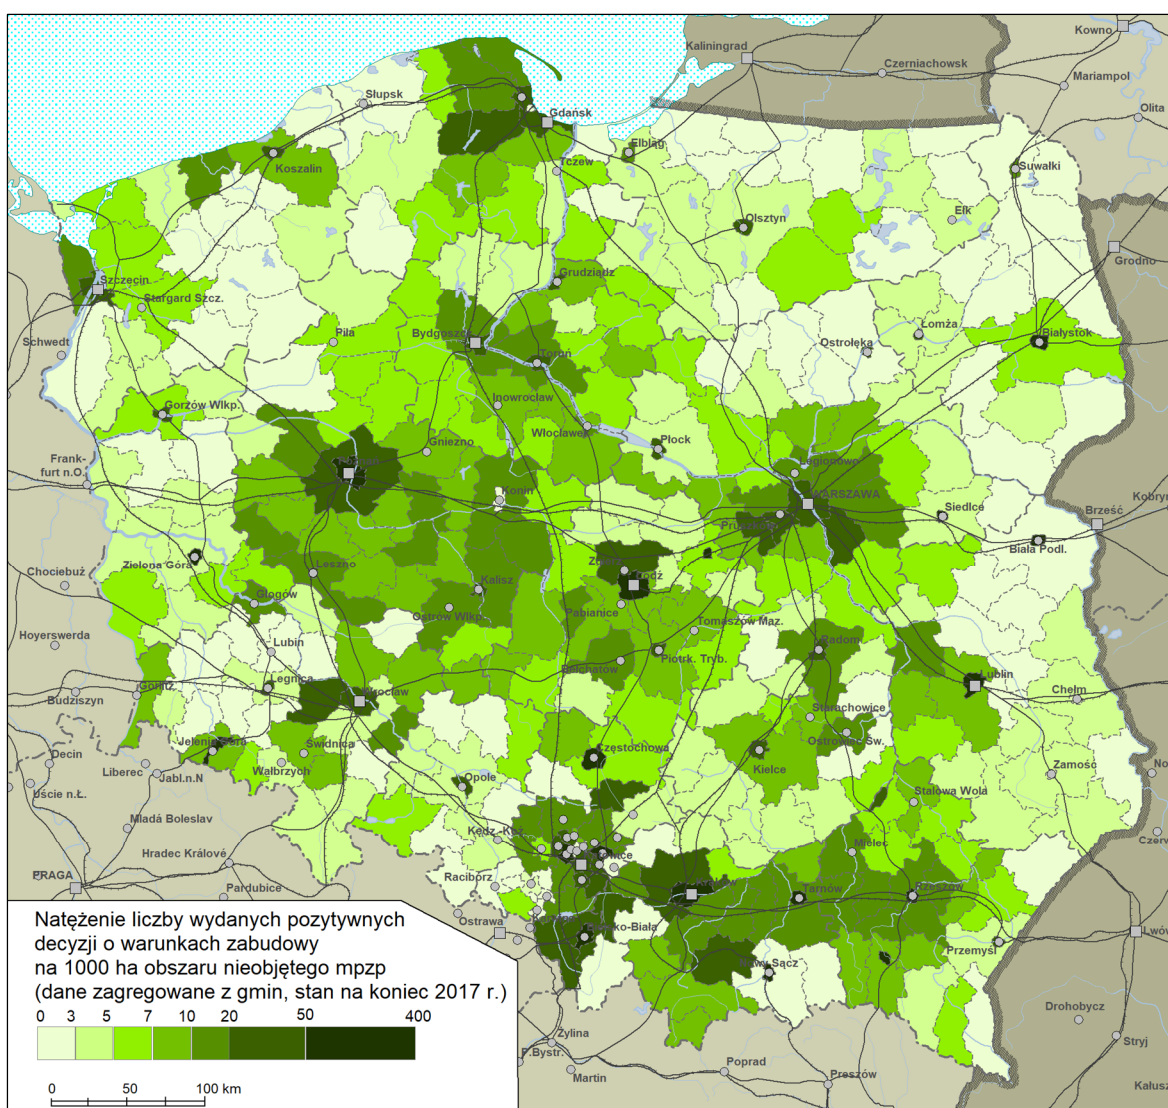 Kaliningrad
Kowno
Czerniachowsk
Mariampol
Słupsk
Olita
Gdańsk
Koszalin
Elbląg
Tczew
Suwałki
Olsztyn
Ełk
Grodno
Szczecin
Grudziądz
Stargard Szcz.
Schwedt
Piła
Bydgoszcz
Łomża
Białystok
Ostrołęka
Toruń
Gorzów Wlkp.
Inowrocław
Włocławek
Płock
Gniezno
Frank-
furt n.O.
Legionowo
Konin
WARSZAWA
Kobryń
Siedlce
Brześć
Pruszków
Biała Podl.
Zielona Góra
Chociebuż
Leszno
Łódź
Kalisz
Głogów
Ostrów Wlkp.
Pabianice
Tomaszów Maz.
Hoyerswerda
Lubin
Radom
Bełchatów
Piotrk. Tryb.
Legnica
Wrocław
Lublin
Görlitz
Budziszyn
Chełm
Starachowice
Jelenia Góra
Świdnica
Częstochowa
Ostrowiec Św.
Decin
Liberec
Jabl.n.N
Wałbrzych
Kielce
Zamość
Opole
Uście n.Ł.
Stalowa Wola
Mladá Boleslav
Kędz.-Koź.
Mielec
Hradec Králové
PRAGA
Racibórz
Tarnów
Rzeszów
Pardubice
Ostrawa
Bielsko-Biała
Przemyśl
Lwów
Nowy Sącz
Drohobycz
Żylina
Stryj
P.Bystr.
Poprad
Martin
Preszów
Kałusz
Natężenie liczby wydanych pozytywnych
decyzji o warunkach zabudowy
na 1000 ha obszaru nieobjętego mpzp
(dane zagregowane z gmin, stan na koniec 2017 r.)
0 3 5 7 10 20 50 400
0 50 100 km